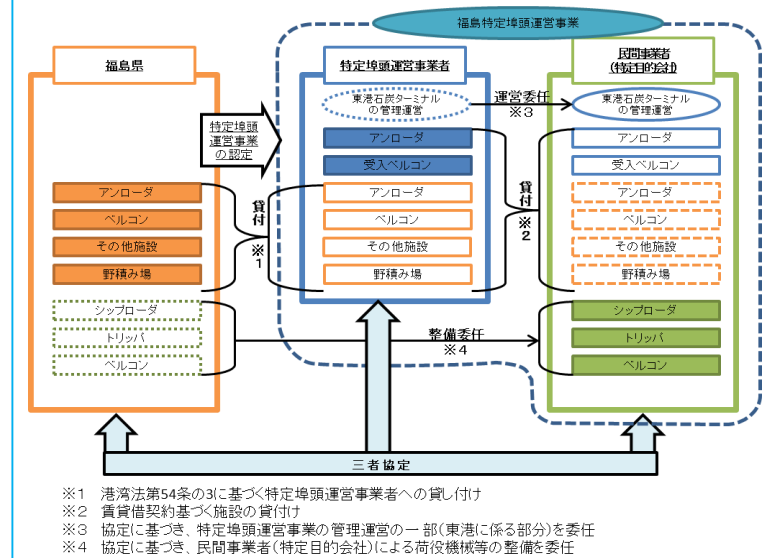 福島特定埠頭運営事業
福島県
特定埠頭運営事業者
民間事業者
(特定目的会社)
特定埠頭
運営事業
の認定
東港石炭ターミナル
の管理運営
運営委任
※3
東港石炭ターミナル
の管理運営
アンローダ
受入ベルコン
アンローダ
受入ベルコン
アンローダ
ベルコン
その他施設
野積み場
貸付
※1
アンローダ
ベルコン
その他施設
野積み場
貸付
※2
アンローダ
ベルコン
その他施設
野積み場
シップローダ
トリッパ
ベルコン
整備委任
※4
シップローダ
トリッパ
ベルコン
三者協定
※1 港湾法第54条の3に基づく特定埠頭運営事業者への貸し付け
※2 賃貸借契約基づく施設の貸付け
※3 協定に基づき、特定埠頭運営事業の管理運営の一部(東港に係る部分)を委任
※4 協定に基づき、民間事業者(特定目的会社)による荷役機械等の整備を委任